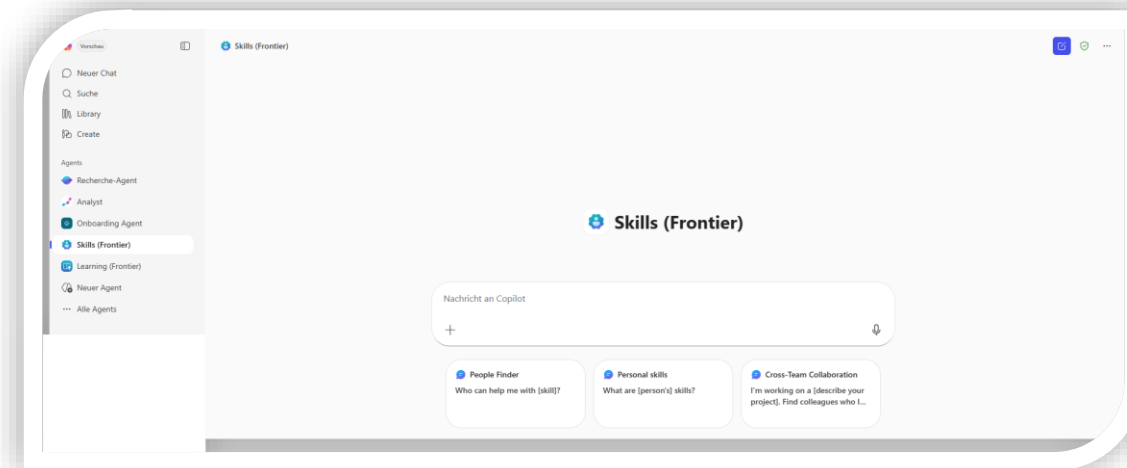 Vorschau
Skills (Frontier)
Neuer Chat
Suche
Library
Create
Agents
Recherche-Agent
Analyst
Onboarding Agent
Skills (Frontier)
Learning (Frontier)
Neuer Agent
Alle Agents
Skills (Frontier)
Nachricht an Copilot
People Finder
Who can help me with [skill]?
Personal skills
What are [person's] skills?
Cross-Team Collaboration
I'm working on a [describe your
project]. Find colleagues who I...